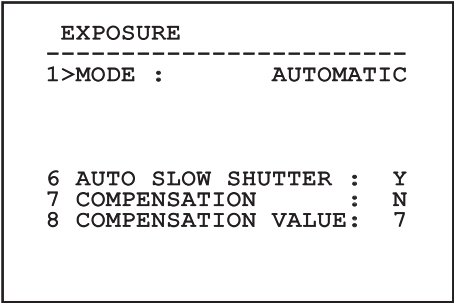 EXPOSURE
------------------------
1>MODE : AUTOMATIC
6 AUTO SLOW SHUTTER : Y
7 COMPENSATION : N
8 COMPENSATION VALUE: 7